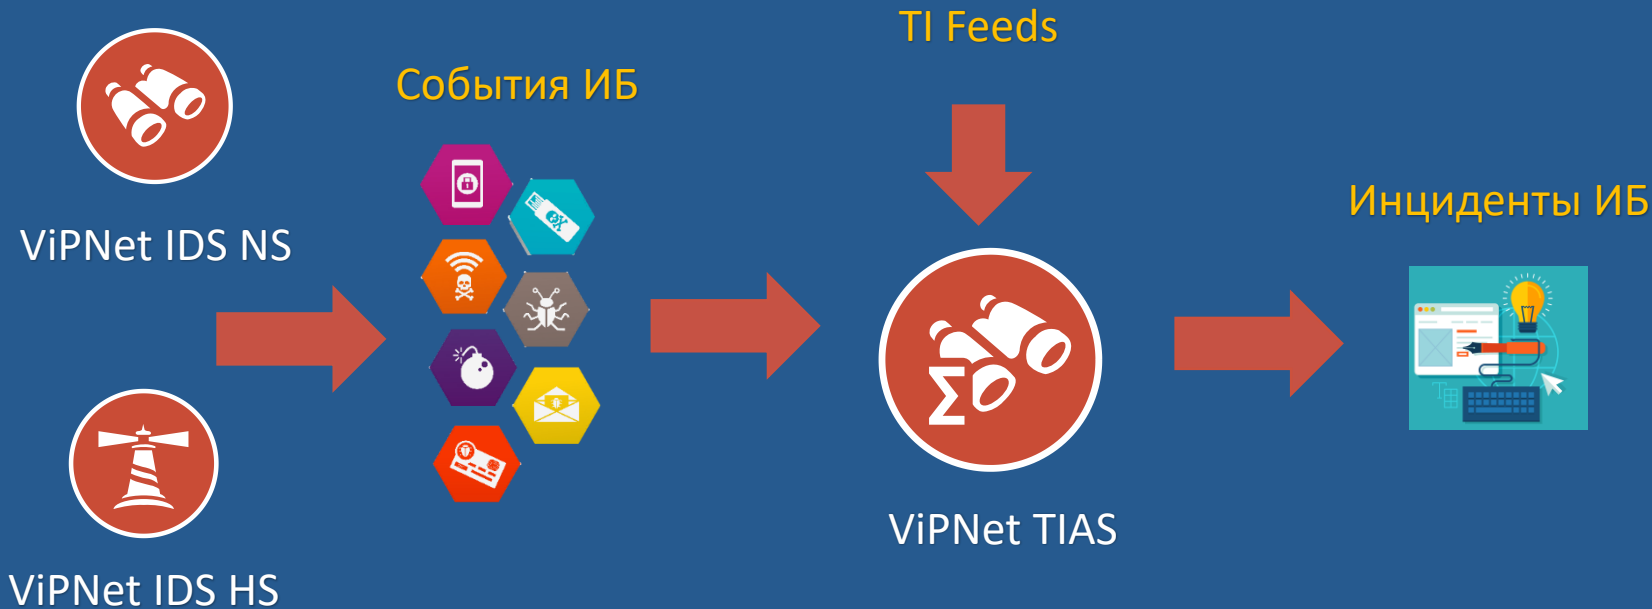 TI Feeds
События ИБ
Инциденты ИБ
ViPNet IDS NS
Σ
ViPNet TIAS
ViPNet IDS HS